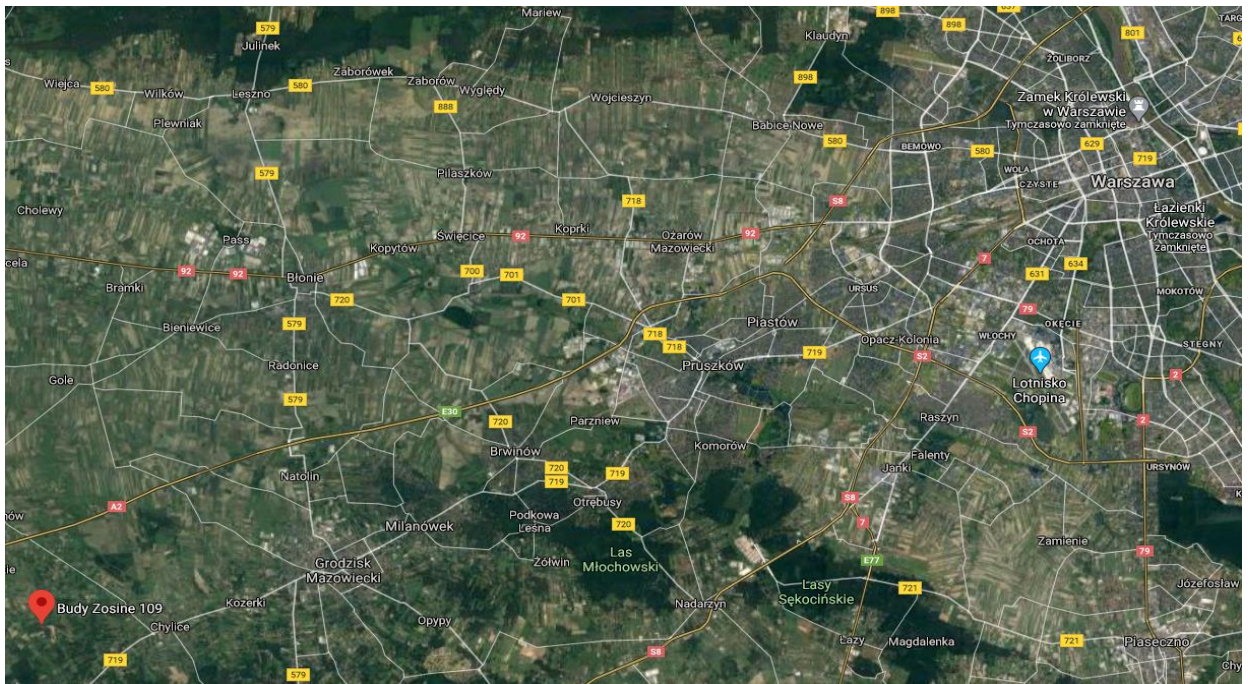 Mariew
898
637
579
Julinek
Klaudyn
898
801
ŻOLIBORZ
Wiejca
580
Wilków
Leszno
580
Zaborówek
Zaborów
Wyględy
888
Wojcieszyn
898
Zamek Królewski
w Warszawie
Tymczasowo zamknięte
Plewniak
Babice Nowe
580
BEMOWO
580
629
719
WOLA
CZYSTE
Warszawa
579
Pilaszków
718
S8
Cholewy
Pass
Kopytów
Święcice
92
Koprki
Ożarów
Mazowiecki
92
OCHOTA
Łazienki
Królewskie
Tymczasowo
zamknięte
7
634
631
92
92
Błonie
700
701
Bramki
720
701
URSUS
MOKOTÓW
79
Bieniewice
579
718
718
Piastów
OKĘCIE
WŁOCHY
Opacz-Kolonia
STEGNY
719
S2
Radonice
Pruszków
Gole
Lotnisko
Chopina
2
579
E30
720
Parzniew
Raszyn
2
S2
Brwinów
Komorów
Falenty
Janki
URSYNÓW
Natolin
720
719
719
A2
Otrębusy
S8
Milanówek
Podkowa
Leśna
720
7
Żółwin
Las
Młochowski
Zamienie
79
Grodzisk
Mazowiecki
E77
Lasy
Sękocińskie
721
Józefosław
Budy Zosine 109
Kozerki
Nadarzyn
Chylice
Opypy
Łazy
Magdalenka
721
Piaseczno
719
S8
579